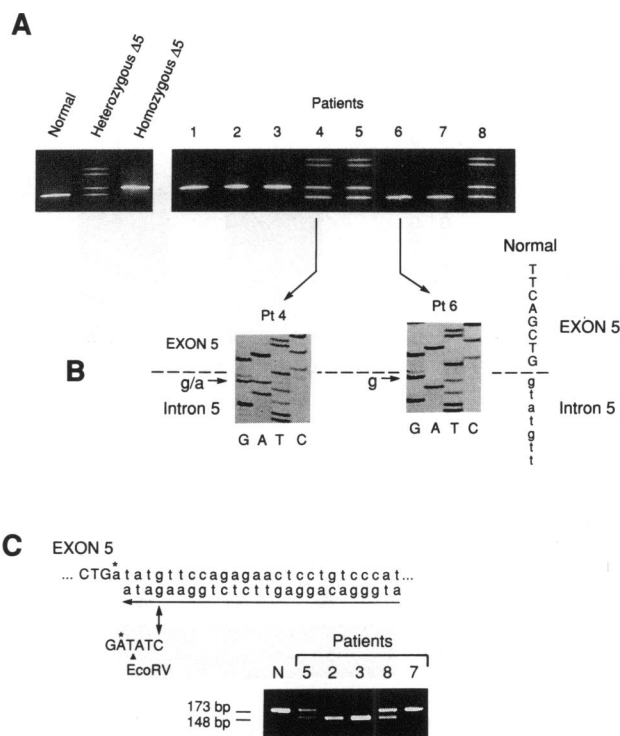 A
Normal
Heterozygous Δ5
Homozygous Δ5
Patients
1 2 3 4 5 6 7 8
Normal
T
T
C
A
G
C
T
G
g
t
a
t
g
t
t
EXON 5
Intron 5
B
Pt 4
EXON 5
g/a
Intron 5
G A T C
Pt 6
g
G A T C
C
EXON 5
*
... CTGatatgttccagagaactcctgtcccat...
atagaaggtctcttgaggacagggta
*
GATATC
EcoRV
Patients
N 5 2 3 8 7
173 bp
148 bp